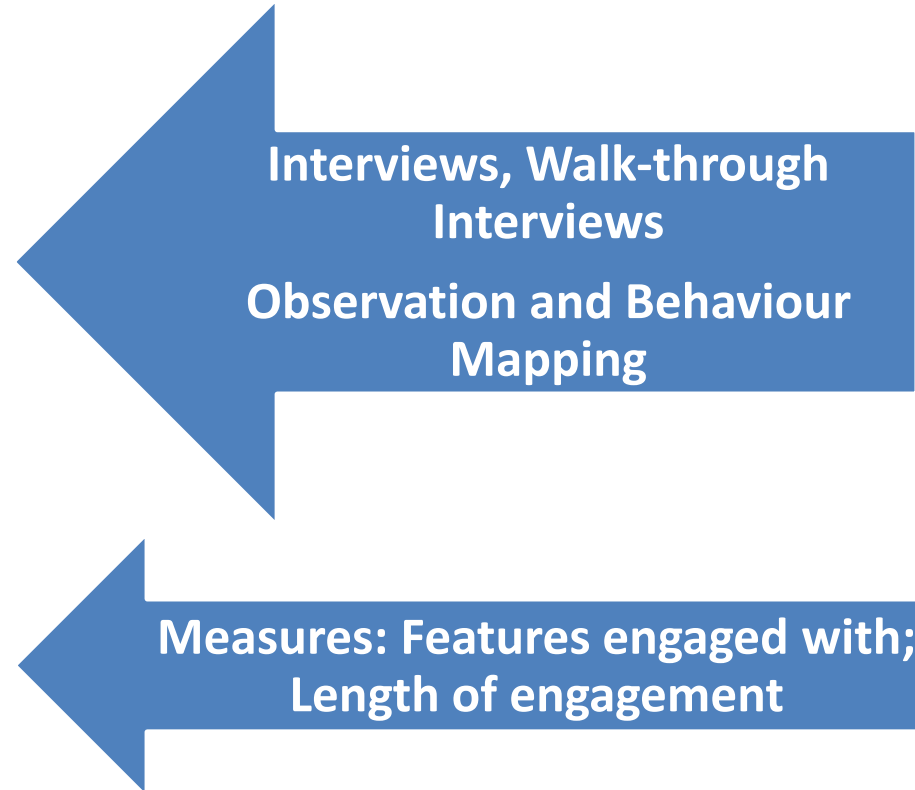 Interviews, Walk-through
Interviews
Observation and Behaviour
Mapping
Measures: Features engaged with;
Length of engagement